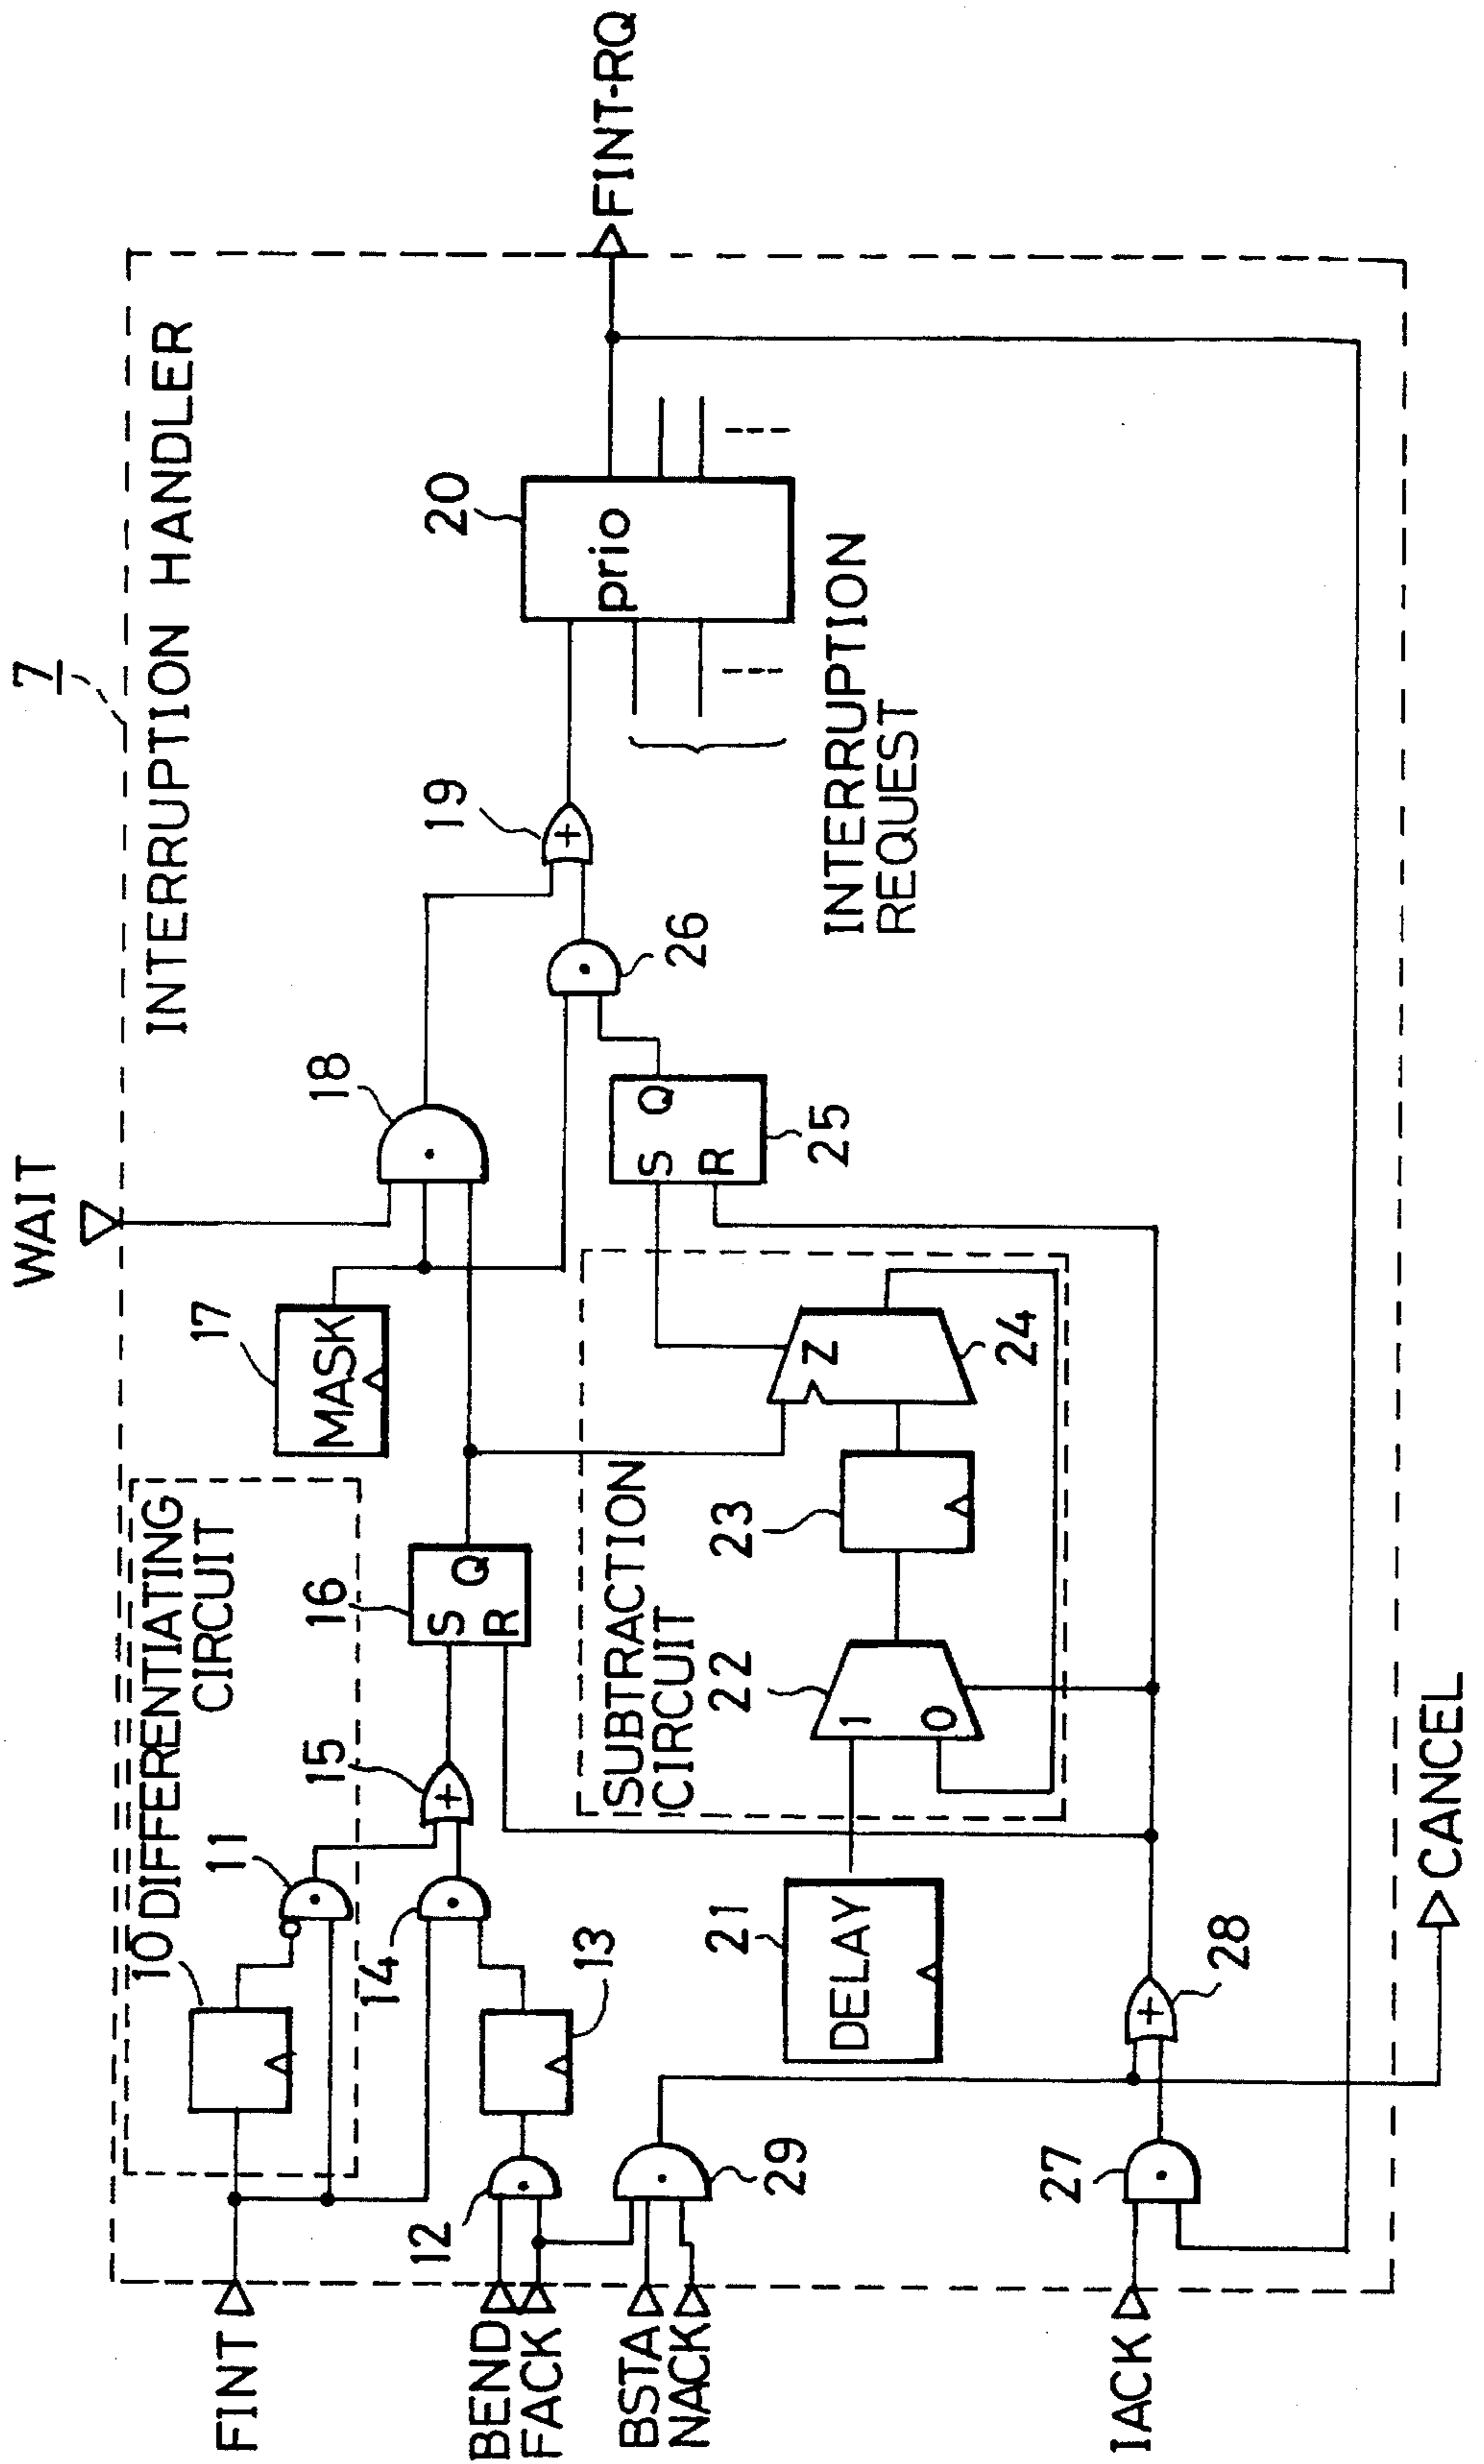 7
INTERRUPTION HANDLER
WAIT
FINT
BEND
FACK
BSTA
NACK
IACK
10
DIFFERENTIATING
CIRCUIT
11
12
13
14
15
16
S
Q
R
17
MASK
18
19
20
prio
INTERRUPTION
REQUEST
FINT-RQ
21
DELAY
SUBTRACTION
CIRCUIT
22
1
0
23
24
Z
25
S
Q
R
26
27
28
29
CANCEL